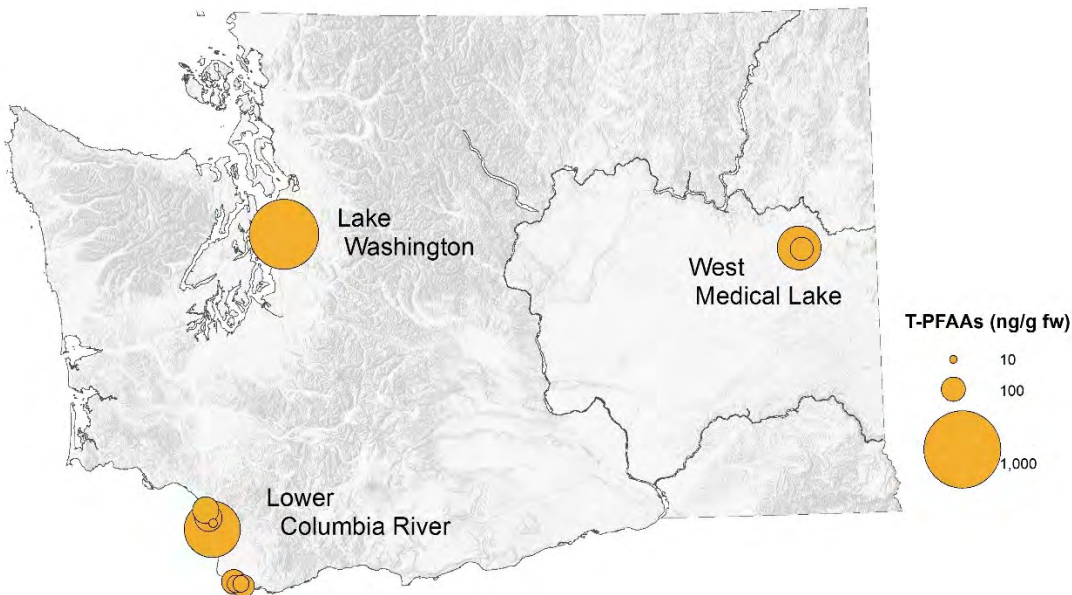 Lake
Washington
West
Medical Lake
T-PFAAs (ng/g fw)
10
100
1,000
Lower
Columbia River